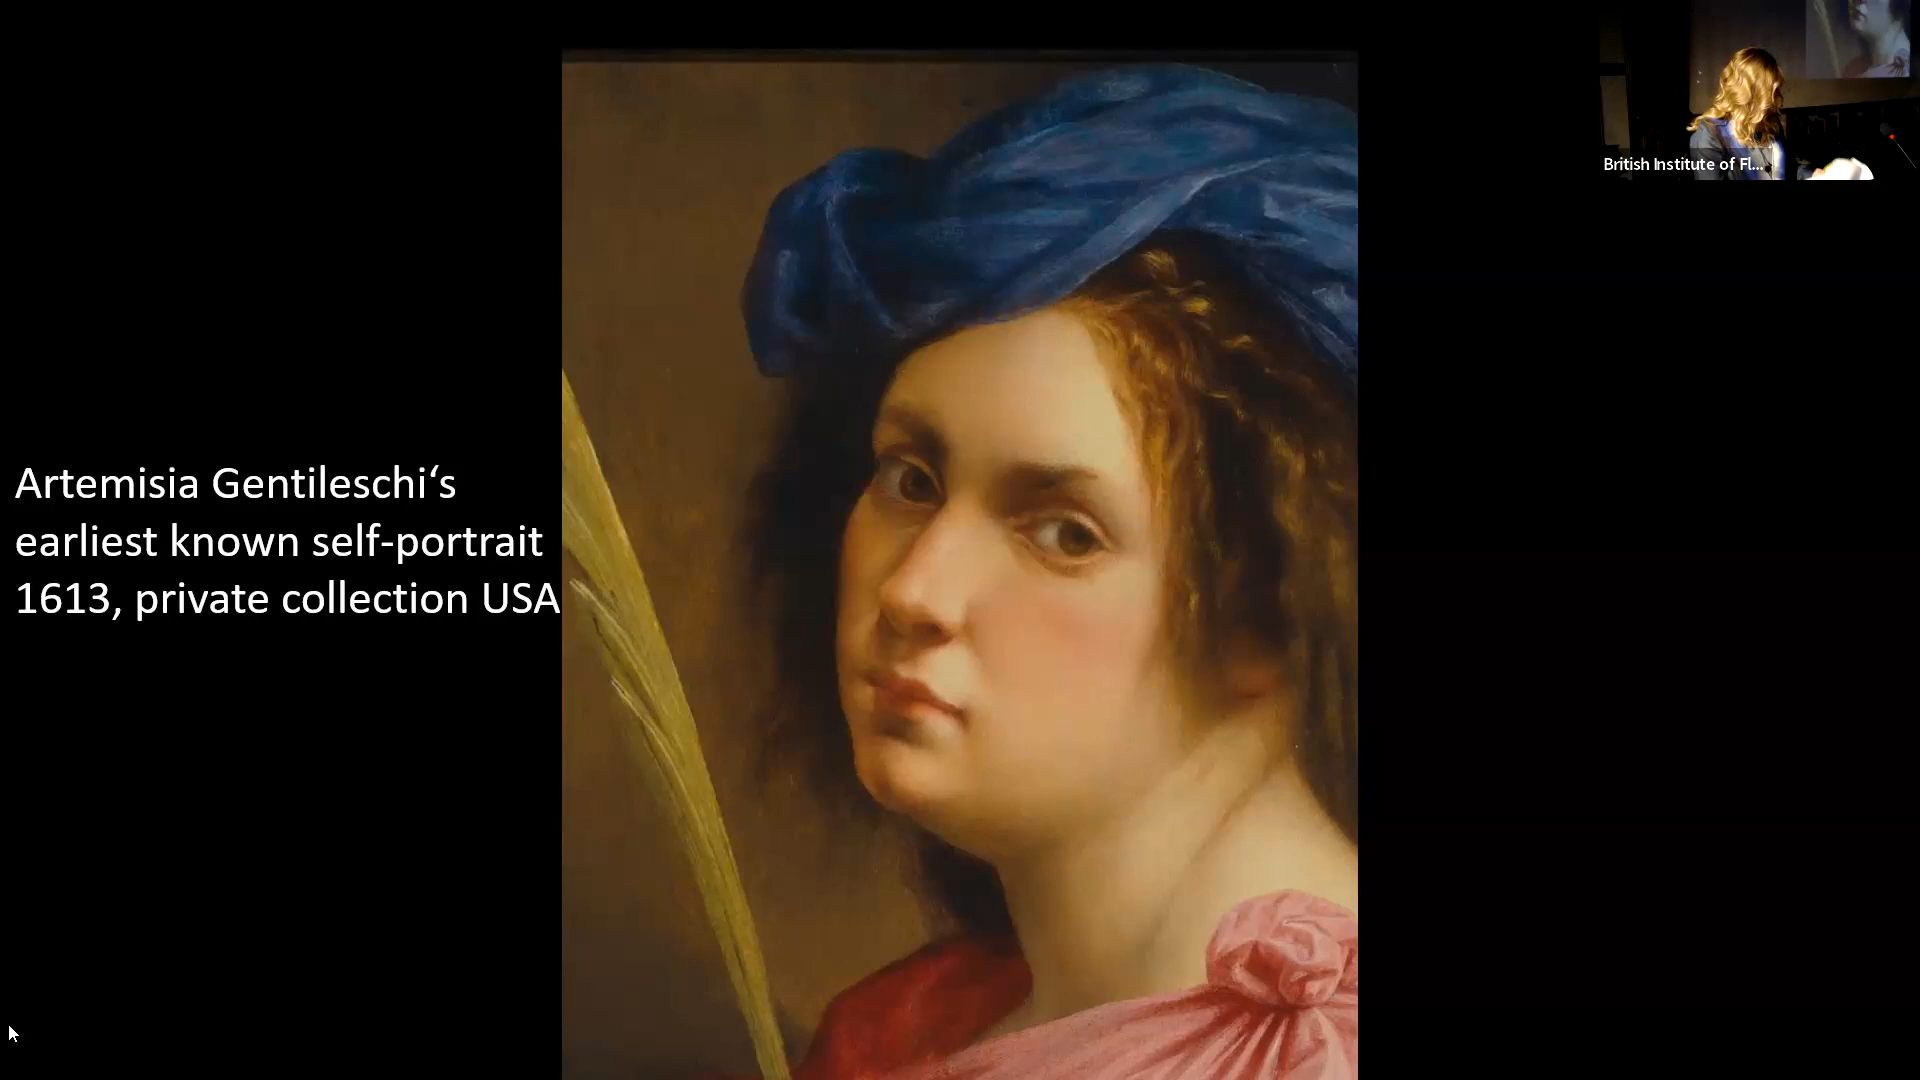 Artemisia Gentileschi‘s
earliest known self-portrait
1613, private collection USA
British Institute of Fl...